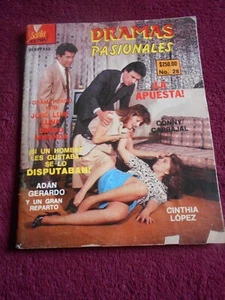 DRAMAS
PASIONALES
$250.00
No. 28
LA
APUESTA!
CONNY
CARBAJAL
¡SI UN HOMBRE
LES GUSTABA,
SE LO
DISPUTABAN!
ADÁN
GERARDO
Y UN GRAN
REPARTO
CINTHIA
LÓPEZ